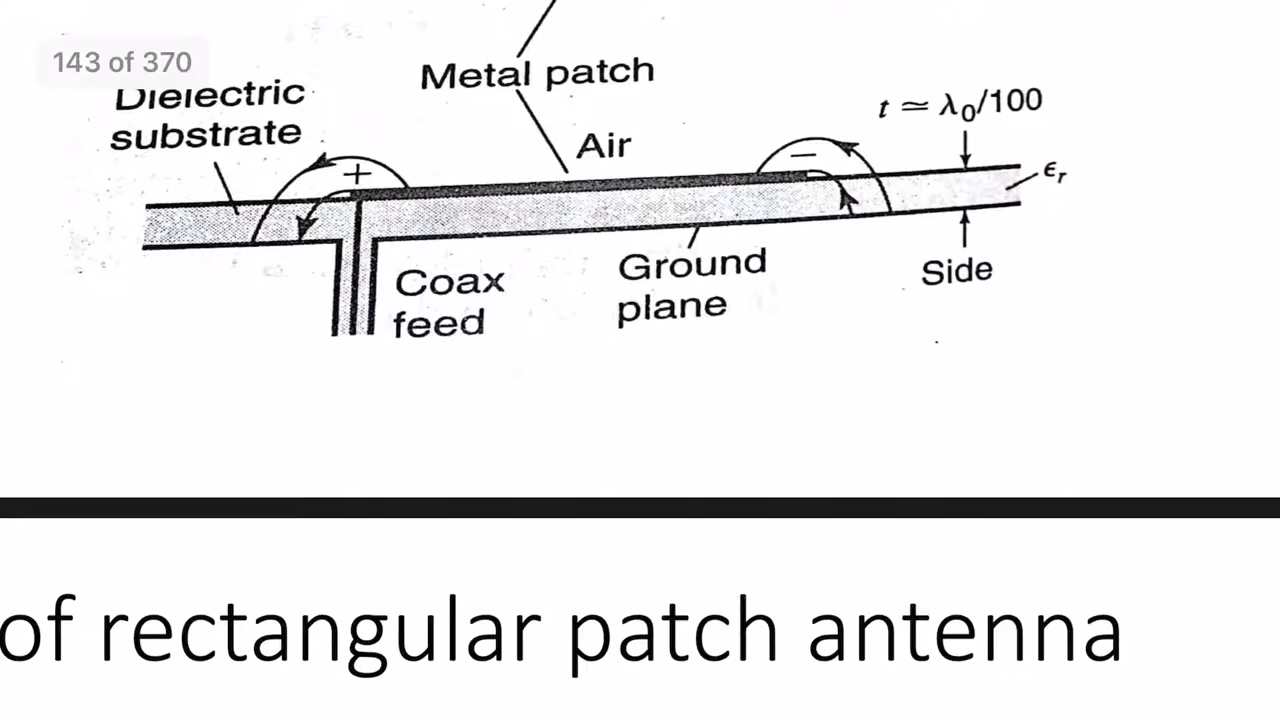 143 of 370
Dielectric
substrate
Metal patch
Air
+
−
t ≃ λ₀/100
εᵣ
Coax
feed
Ground
plane
Side
of rectangular patch antenna